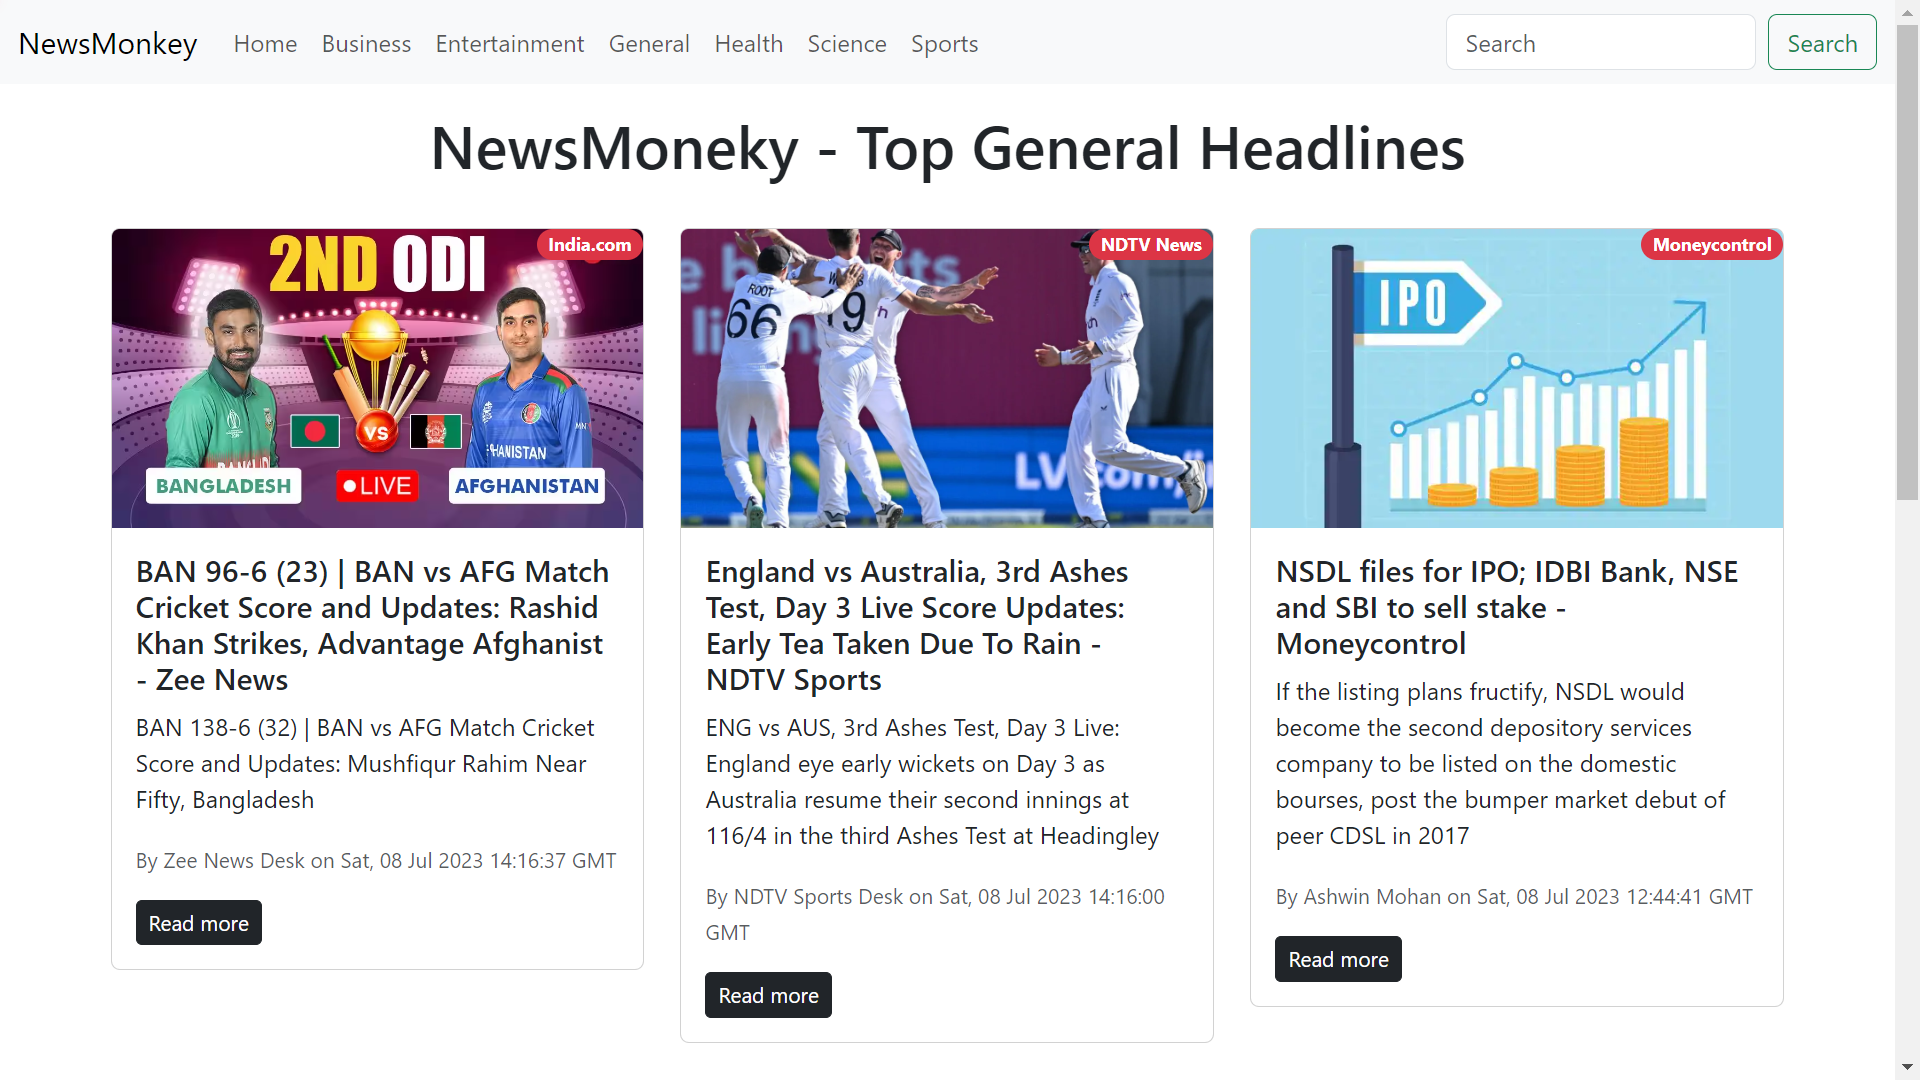 NewsMonkey Home Business Entertainment General Health Science Sports Search Search
NewsMoneky - Top General Headlines
India.com
2ND ODI
VS
BANGLADESH
LIVE
AFGHANISTAN
BAN 96-6 (23) | BAN vs AFG Match
Cricket Score and Updates: Rashid
Khan Strikes, Advantage Afghanist
- Zee News
BAN 138-6 (32) | BAN vs AFG Match Cricket
Score and Updates: Mushfiqur Rahim Near
Fifty, Bangladesh
By Zee News Desk on Sat, 08 Jul 2023 14:16:37 GMT
Read more
NDTV News
ROOT
66
19
England vs Australia, 3rd Ashes
Test, Day 3 Live Score Updates:
Early Tea Taken Due To Rain -
NDTV Sports
ENG vs AUS, 3rd Ashes Test, Day 3 Live:
England eye early wickets on Day 3 as
Australia resume their second innings at
116/4 in the third Ashes Test at Headingley
By NDTV Sports Desk on Sat, 08 Jul 2023 14:16:00
GMT
Read more
Moneycontrol
IPO
NSDL files for IPO; IDBI Bank, NSE
and SBI to sell stake -
Moneycontrol
If the listing plans fructify, NSDL would
become the second depository services
company to be listed on the domestic
bourses, post the bumper market debut of
peer CDSL in 2017
By Ashwin Mohan on Sat, 08 Jul 2023 12:44:41 GMT
Read more